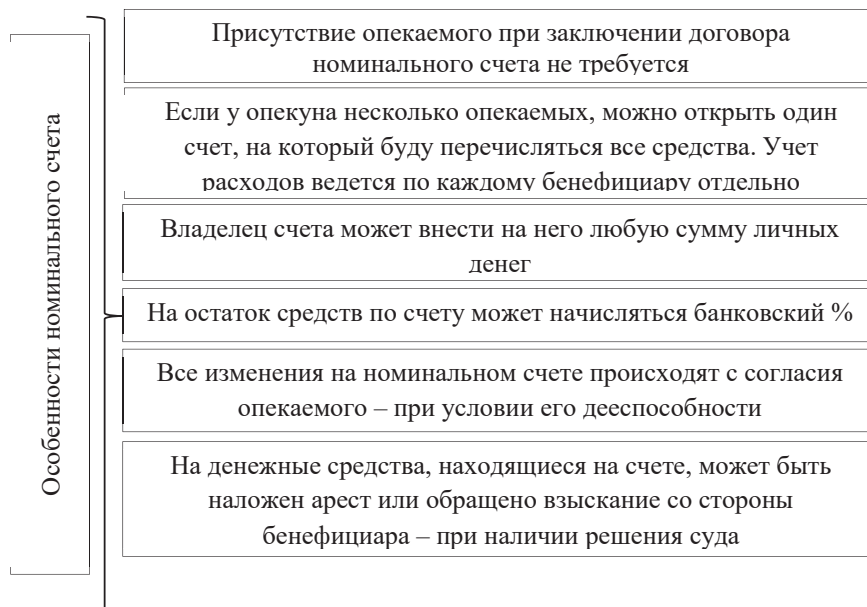 Особенности номинального счета
Присутствие опекаемого при заключении договора
номинального счета не требуется
Если у опекуна несколько опекаемых, можно открыть один
счет, на который буду перечисляться все средства. Учет
расходов ведется по каждому бенефициару отдельно
Владелец счета может внести на него любую сумму личных
денег
На остаток средств по счету может начисляться банковский %
Все изменения на номинальном счете происходят с согласия
опекаемого – при условии его дееспособности
На денежные средства, находящиеся на счете, может быть
наложен арест или обращено взыскание со стороны
бенефициара – при наличии решения суда